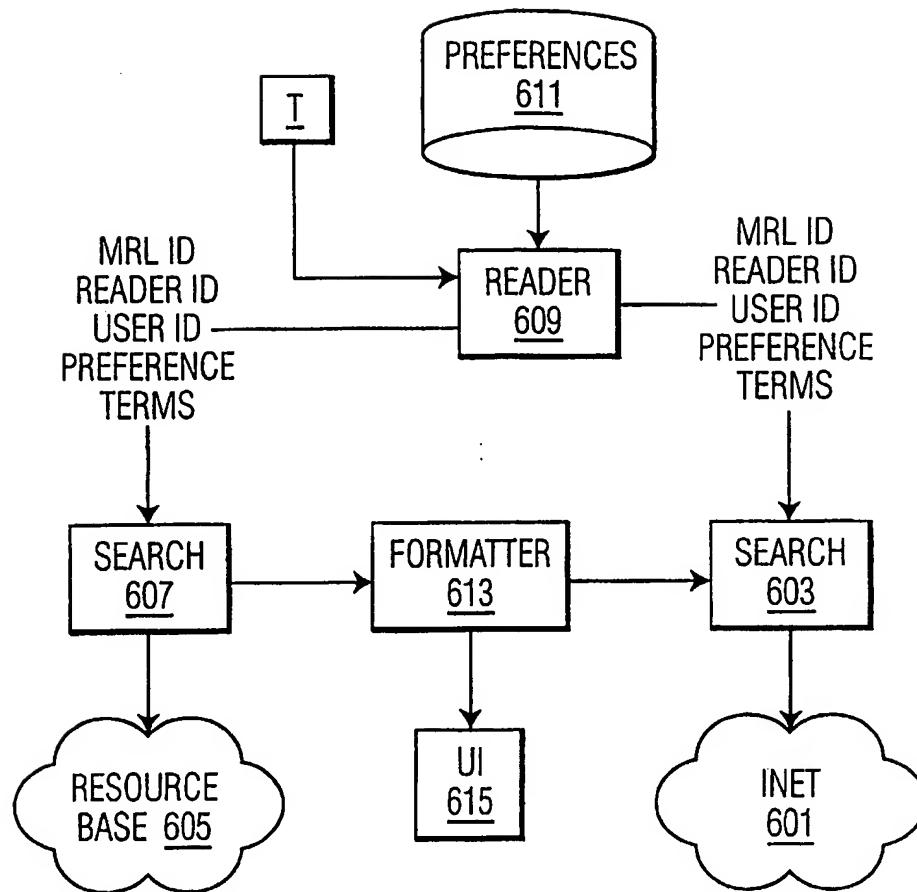 PREFERENCES
611
T
MRL ID
READER ID
USER ID
PREFERENCE
TERMS
READER
609
MRL ID
READER ID
USER ID
PREFERENCE
TERMS
SEARCH
607
FORMATTER
613
SEARCH
603
RESOURCE
BASE 605
UI
615
INET
601